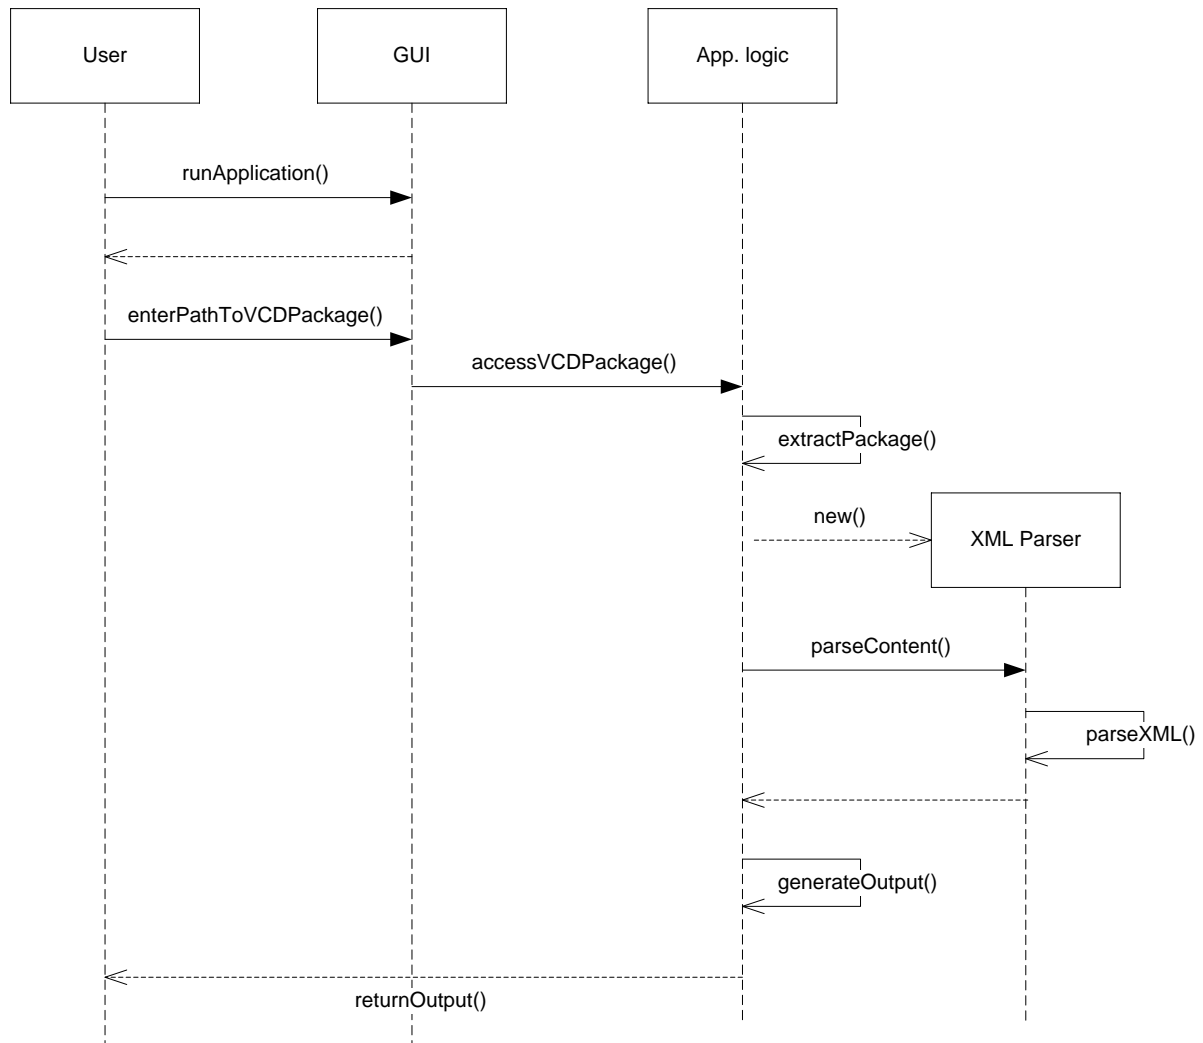 User
GUI
App. logic
runApplication()
enterPathToVCDPackage()
accessVCDPackage()
extractPackage()
new()
XML Parser
parseContent()
parseXML()
generateOutput()
returnOutput()